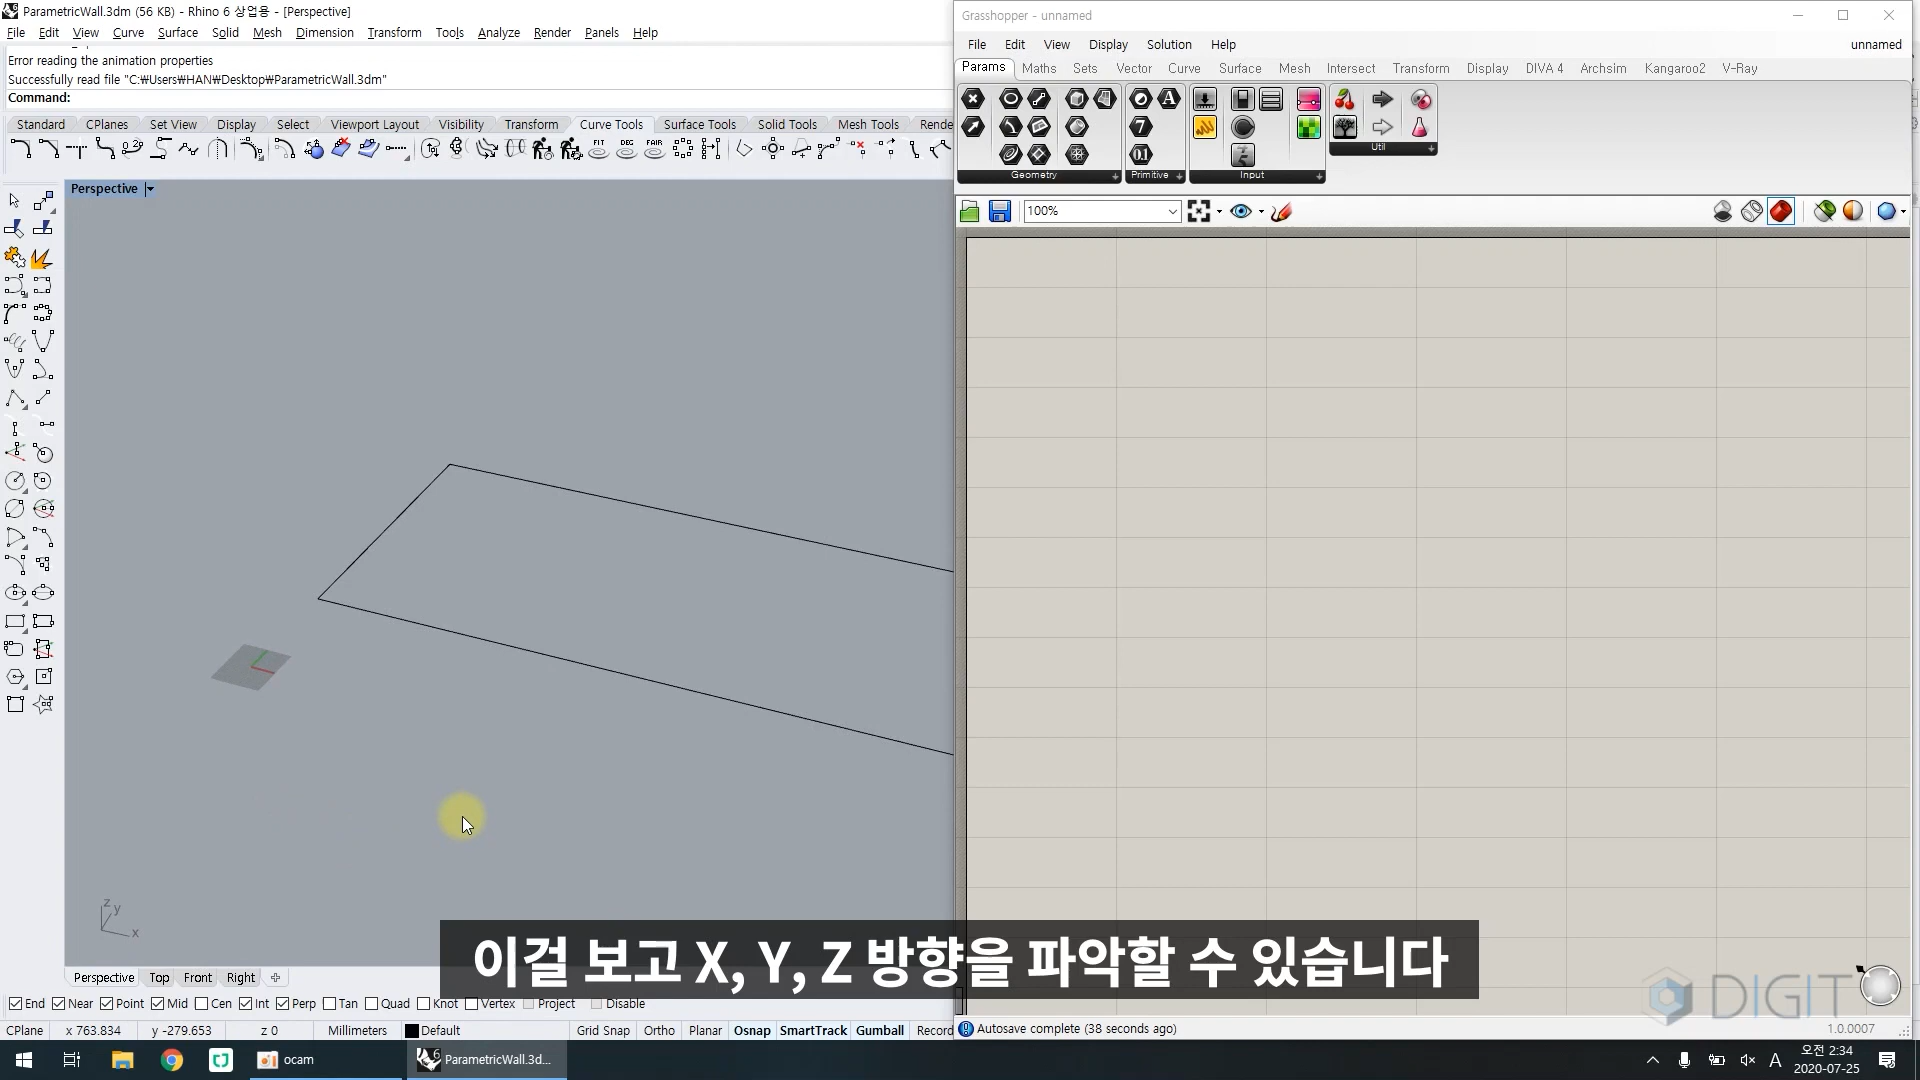 ParametricWall.3dm (56 KB) - Rhino 6 상업용 - [Perspective]
File Edit View Curve Surface Solid Mesh Dimension Transform Tools Analyze Render Panels Help
Error reading the animation properties
Successfully read file "C:₩Users₩HAN₩Desktop₩ParametricWall.3dm"
Command:
Standard CPlanes Set View Display Select Viewport Layout Visibility Transform Curve Tools Surface Tools Solid Tools Mesh Tools Rende
FIT DEG FAIR
Perspective
z y x
Perspective Top Front Right
End Near Point Mid Cen Int Perp Tan Quad Knot Vertex Project Disable
CPlane x 763.834 y -279.653 z 0 Millimeters Default Grid Snap Ortho Planar Osnap SmartTrack Gumball Record
Grasshopper - unnamed
File Edit View Display Solution Help unnamed
Params Maths Sets Vector Curve Surface Mesh Intersect Transform Display DIVA 4 Archsim Kangaroo2 V-Ray
Geometry Primitive Input Util
100%
이걸 보고 X, Y, Z 방향을 파악할 수 있습니다
DIGIT
Autosave complete (38 seconds ago) 1.0.0007
ocam ParametricWall.3d...
A 오전 2:34
2020-07-25